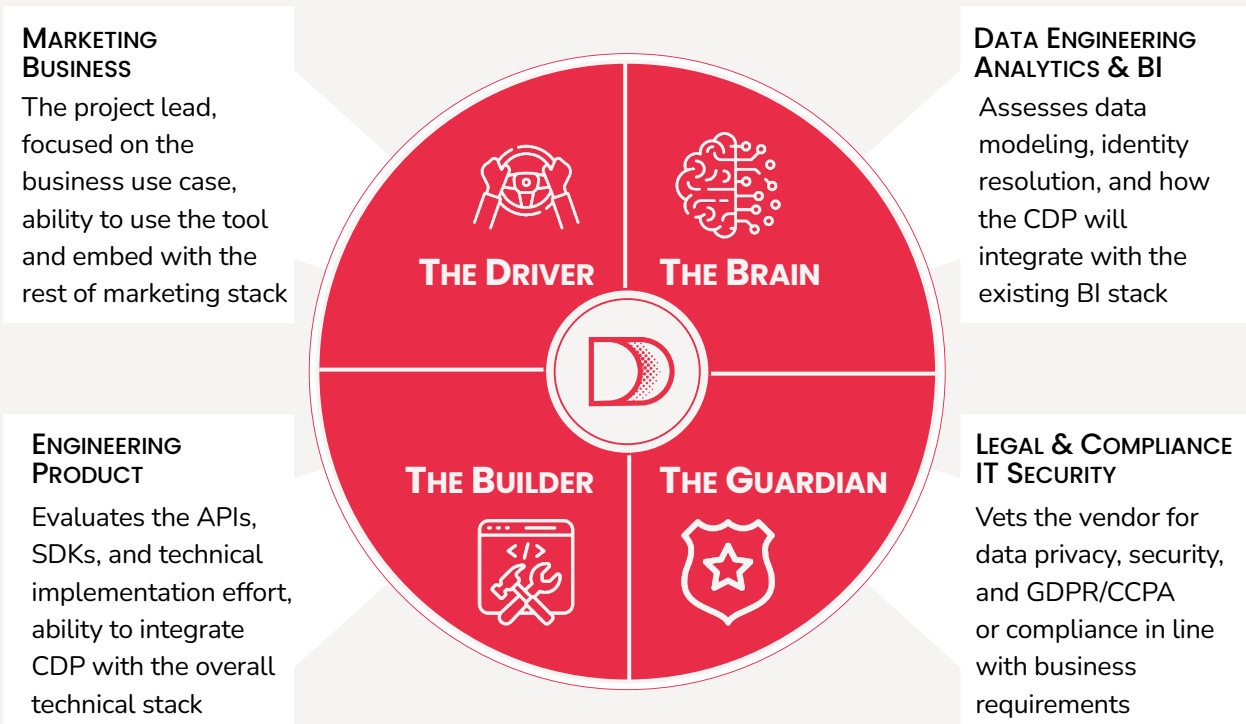 MARKETING
BUSINESS
The project lead,
focused on the
business use case,
ability to use the tool
and embed with the
rest of marketing stack
DATA ENGINEERING
ANALYTICS & BI
Assesses data
modeling, identity
resolution, and how
the CDP will
integrate with the
existing BI stack
THE DRIVER
THE BRAIN
THE BUILDER
</>
THE GUARDIAN
ENGINEERING
PRODUCT
Evaluates the APIs,
SDKs, and technical
implementation effort,
ability to integrate
CDP with the overall
technical stack
LEGAL & COMPLIANCE
IT SECURITY
Vets the vendor for
data privacy, security,
and GDPR/CCPA
or compliance in line
with business
requirements